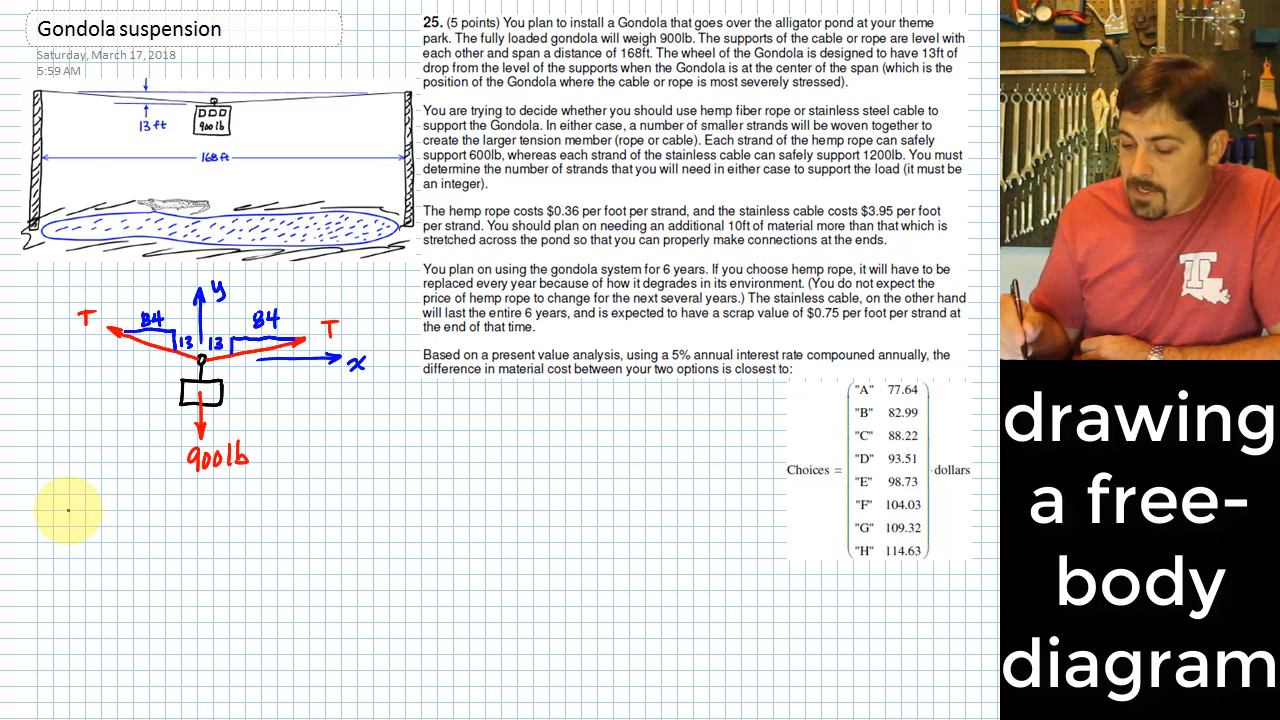 Gondola suspension
Saturday, March 17, 2018
5:59 AM
13 ft
900 lb
168 ft
25. (5 points) You plan to install a Gondola that goes over the alligator pond at your theme
park. The fully loaded gondola will weigh 900lb. The supports of the cable or rope are level with
each other and span a distance of 168ft. The wheel of the Gondola is designed to have 13ft of
drop from the level of the supports when the Gondola is at the center of the span (which is the
position of the Gondola where the cable or rope is most severely stressed).
You are trying to decide whether you should use hemp fiber rope or stainless steel cable to
support the Gondola. In either case, a number of smaller strands will be woven together to
create the larger tension member (rope or cable). Each strand of the hemp rope can safely
support 600lb, whereas each strand of the stainless cable can safely support 1200lb. You must
determine the number of strands that you will need in either case to support the load (it must be
an integer).
The hemp rope costs $0.36 per foot per strand, and the stainless cable costs $3.95 per foot
per strand. You should plan on needing an additional 10ft of material more than that which is
stretched across the pond so that you can properly make connections at the ends.
You plan on using the gondola system for 6 years. If you choose hemp rope, it will have to be
replaced every year because of how it degrades in its environment. (You do not expect the
price of hemp rope to change for the next several years.) The stainless cable, on the other hand
will last the entire 6 years, and is expected to have a scrap value of $0.75 per foot per strand at
the end of that time.
Based on a present value analysis, using a 5% annual interest rate compounded annually, the
difference in material cost between your two options is closest to:
Choices =
"A" 77.64
"B" 82.99
"C" 88.22
"D" 93.51
"E" 98.73
"F" 104.03
"G" 109.32
"H" 114.63
·dollars
y
T 84 84 T
13 13
x
900 lb
drawing
a free-
body
diagram